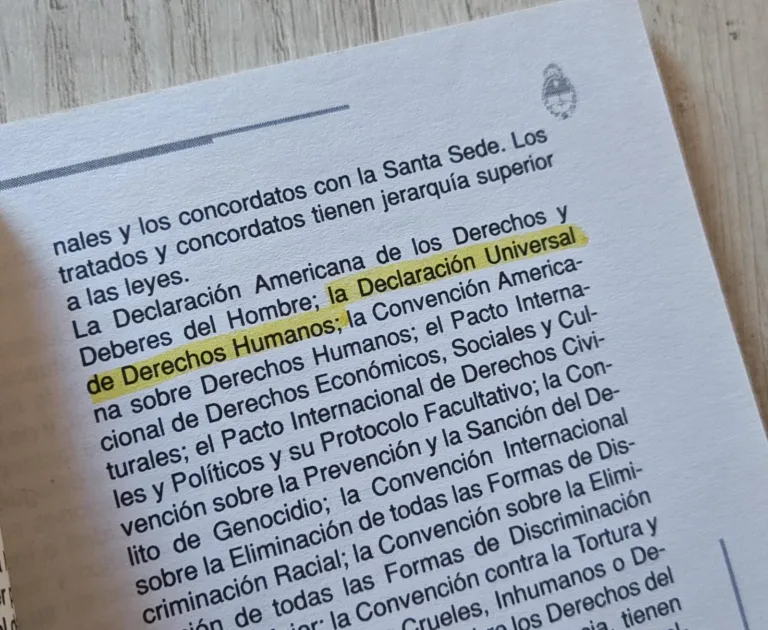 nales y los concordatos con la Santa Sede. Los
tratados y concordatos tienen jerarquía superior
a las leyes.
La Declaración Americana de los Derechos y
Deberes del Hombre; la Declaración Universal
de Derechos Humanos; la Convención America-
na sobre Derechos Humanos; el Pacto Interna-
cional de Derechos Económicos, Sociales y Cul-
turales; el Pacto Internacional de Derechos Civi-
les y Políticos y su Protocolo Facultativo; la Con-
vención sobre la Prevención y la Sanción del De-
lito de Genocidio; la Convención Internacional
sobre la Eliminación de todas las Formas de Dis-
criminación Racial; la Convención sobre la Elimi-
de todas las Formas de Discriminación
la Convención contra la Tortura y
Crueles, Inhumanos o De-
los Derechos del
tienen